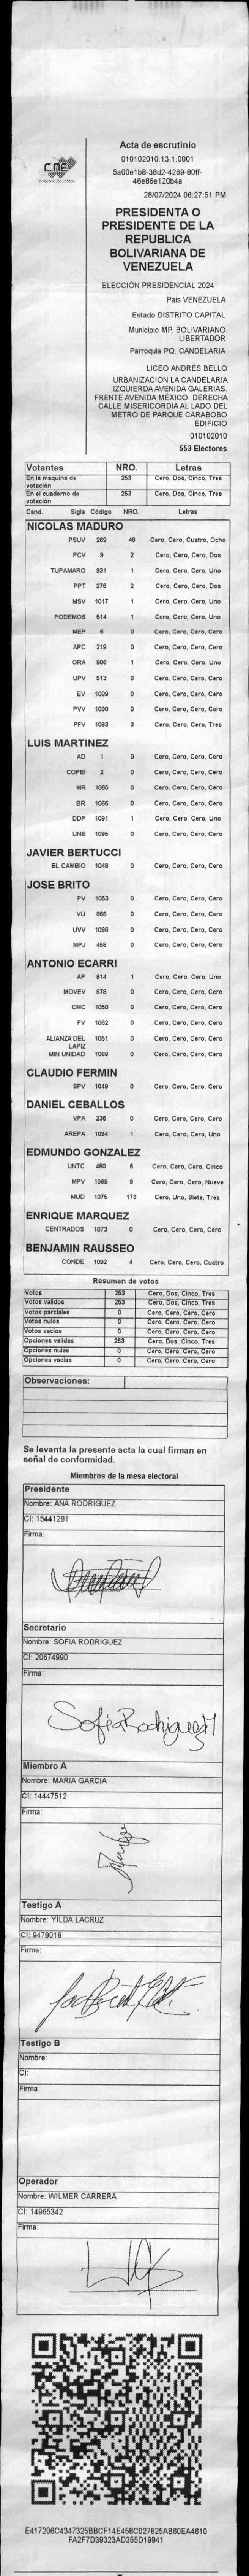 CNE
Acta de escrutinio
010102010.13.1.0001
5a00e1b8-38d2-4269-80ff-
46e86e120b4a
28/07/2024 06:27:51 PM
PRESIDENTA O
PRESIDENTE DE LA
REPUBLICA
BOLIVARIANA DE
VENEZUELA
ELECCIÓN PRESIDENCIAL 2024
Pais VENEZUELA
Estado DISTRITO CAPITAL
Municipio MP. BOLIVARIANO
LIBERTADOR
Parroquia PQ. CANDELARIA
LICEO ANDRÉS BELLO
URBANIZACION LA CANDELARIA
IZQUIERDA AVENIDA GALERIAS.
FRENTE AVENIDA MÉXICO. DERECHA
CALLE MISERICORDIA AL LADO DEL
METRO DE PARQUE CARABOBO
EDIFICIO
010102010
553 Electores
Votantes NRO. Letras
En la máquina de votación 253 Cero, Dos, Cinco, Tres
En el cuaderno de votación 253 Cero, Dos, Cinco, Tres
Cand. Sigla Código NRO. Letras
NICOLAS MADURO
PSUV 269 48 Cero, Cero, Cuatro, Ocho
PCV 9 2 Cero, Cero, Cero, Dos
TUPAMARO 931 1 Cero, Cero, Cero, Uno
PPT 276 2 Cero, Cero, Cero, Dos
MSV 1017 1 Cero, Cero, Cero, Uno
PODEMOS 514 1 Cero, Cero, Cero, Uno
MEP 6 0 Cero, Cero, Cero, Cero
APC 219 0 Cero, Cero, Cero, Cero
ORA 906 1 Cero, Cero, Cero, Uno
UPV 513 0 Cero, Cero, Cero, Cero
EV 1089 0 Cero, Cero, Cero, Cero
PVV 1090 0 Cero, Cero, Cero, Cero
PFV 1093 3 Cero, Cero, Cero, Tres
LUIS MARTINEZ
AD 1 0 Cero, Cero, Cero, Cero
COPEI 2 0 Cero, Cero, Cero, Cero
MR 1065 0 Cero, Cero, Cero, Cero
BR 1066 0 Cero, Cero, Cero, Cero
DDP 1091 1 Cero, Cero, Cero, Uno
UNE 1095 0 Cero, Cero, Cero, Cero
JAVIER BERTUCCI
EL CAMBIO 1048 0 Cero, Cero, Cero, Cero
JOSE BRITO
PV 1053 0 Cero, Cero, Cero, Cero
VU 868 0 Cero, Cero, Cero, Cero
UVV 1096 0 Cero, Cero, Cero, Cero
MPJ 458 0 Cero, Cero, Cero, Cero
ANTONIO ECARRI
AP 814 1 Cero, Cero, Cero, Uno
MOVEV 878 0 Cero, Cero, Cero, Cero
CMC 1050 0 Cero, Cero, Cero, Cero
FV 1062 0 Cero, Cero, Cero, Cero
ALIANZA DEL LAPIZ 1051 0 Cero, Cero, Cero, Cero
MIN UNIDAD 1068 0 Cero, Cero, Cero, Cero
CLAUDIO FERMIN
SPV 1049 0 Cero, Cero, Cero, Cero
DANIEL CEBALLOS
VPA 236 0 Cero, Cero, Cero, Cero
AREPA 1094 1 Cero, Cero, Cero, Uno
EDMUNDO GONZALEZ
UNTC 460 5 Cero, Cero, Cero, Cinco
MPV 1069 9 Cero, Cero, Cero, Nueve
MUD 1075 173 Cero, Uno, Siete, Tres
ENRIQUE MARQUEZ
CENTRADOS 1073 0 Cero, Cero, Cero, Cero
BENJAMIN RAUSSEO
CONDE 1092 4 Cero, Cero, Cero, Cuatro
Resumen de votos
Votos 253 Cero, Dos, Cinco, Tres
Votos validos 253 Cero, Dos, Cinco, Tres
Votos parciales 0 Cero, Cero, Cero, Cero
Votos nulos 0 Cero, Cero, Cero, Cero
Votos vacíos 0 Cero, Cero, Cero, Cero
Opciones validas 253 Cero, Dos, Cinco, Tres
Opciones nulas 0 Cero, Cero, Cero, Cero
Opciones vacias 0 Cero, Cero, Cero, Cero
Observaciones:
Se levanta la presente acta la cual firman en
señal de conformidad.
Miembros de la mesa electoral
Presidente
Nombre: ANA RODRIGUEZ
CI: 15441291
Firma:
Secretario
Nombre: SOFIA RODRIGUEZ
CI: 20674990
Firma:
Sofia Rodriguez
Miembro A
Nombre: MARIA GARCIA
CI: 14447512
Firma:
Testigo A
Nombre: YILDA LACRUZ
CI: 9478018
Firma:
Testigo B
Nombre:
CI:
Firma:
Operador
Nombre: WILMER CARRERA
CI: 14965342
Firma:
E417206C4347325BBCF14E458C027825AB60EA4610
FA2F7D39323AD355D19941